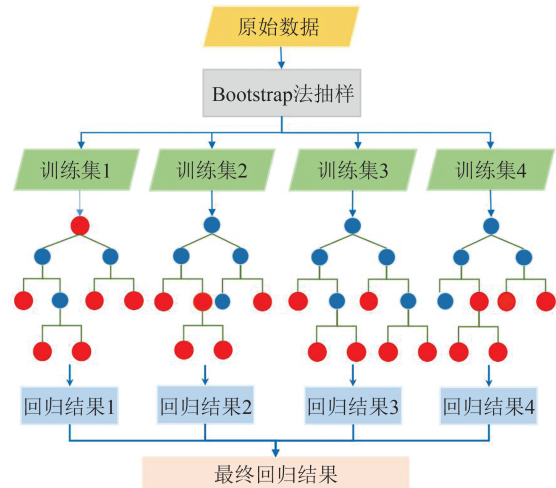 原始数据
Bootstrap法抽样
训练集1
训练集2
训练集3
训练集4
回归结果1
回归结果2
回归结果3
回归结果4
最终回归结果